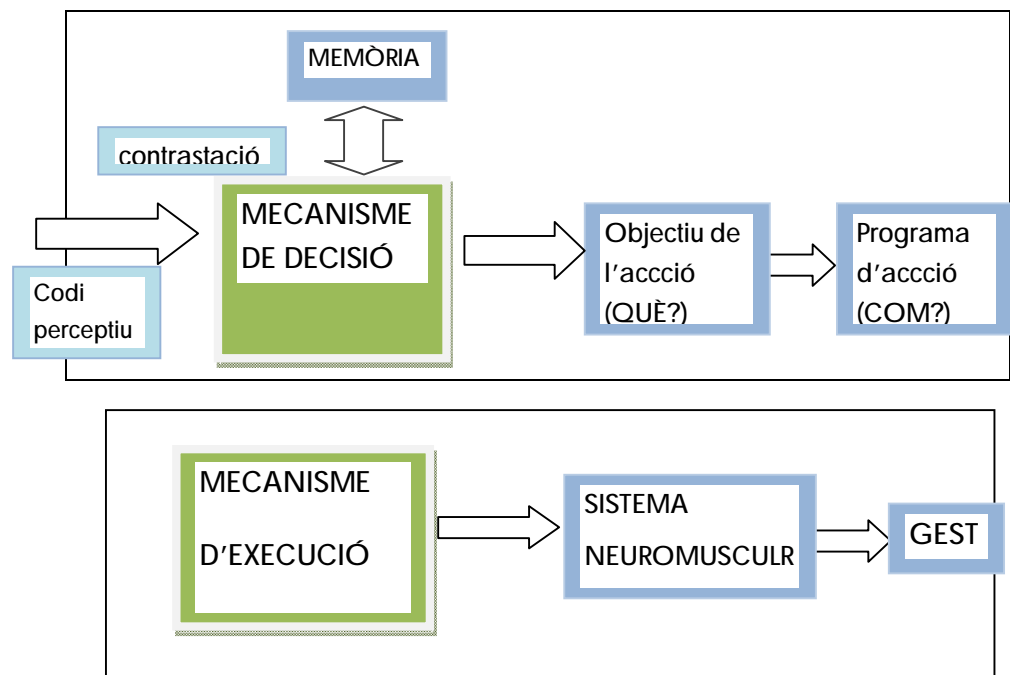 MEMÒRIA
contrastació
MECANISME
DE DECISIÓ
Codi
perceptiu
Objectiu de
l'accció
(QUÈ?)
Programa
d'accció
(COM?)
MECANISME
D'EXECUCIÓ
SISTEMA
NEUROMUSCULR
GEST